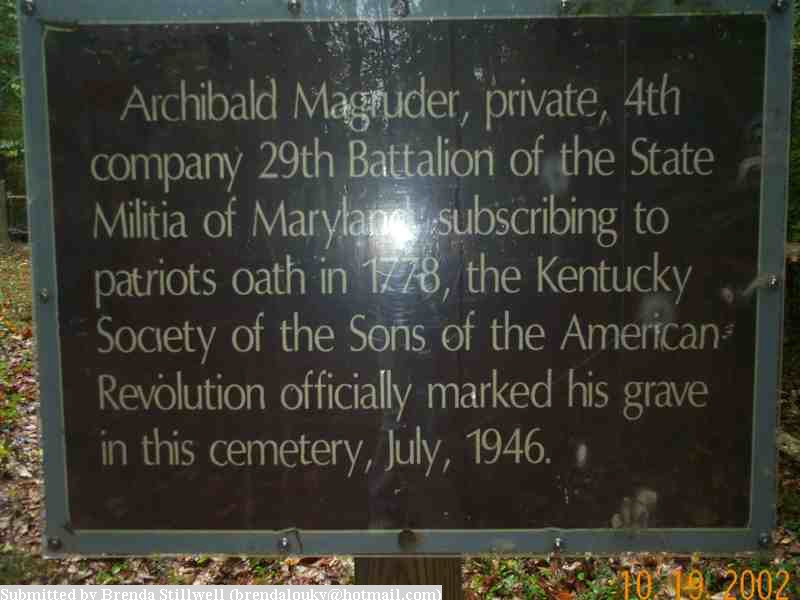 Archibald Magruder, private, 4th
company 29th Battalion of the State
Militia of Maryland, subscribing to
patriots oath in 1778, the Kentucky
Society of the Sons of the American
Revolution officially marked his grave
in this cemetery, July, 1946.
10 19 2002
Submitted by Brenda Stillwell (brendalouky@hotmail.com)